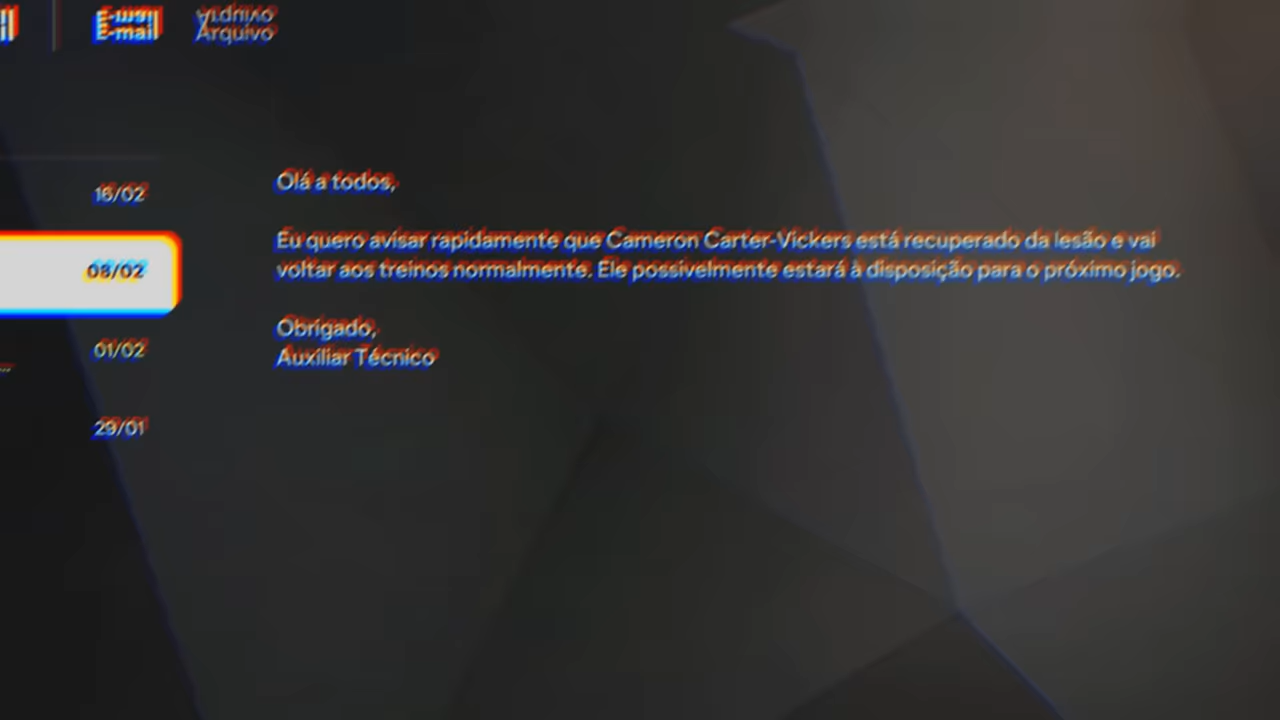 E-mail
Arquivo
16/02
08/02
01/02
29/01
Olá a todos,
Eu quero avisar rapidamente que Cameron Carter-Vickers está recuperado da lesão e vai
voltar aos treinos normalmente. Ele possivelmente estará à disposição para o próximo jogo.
Obrigado,
Auxiliar Técnico